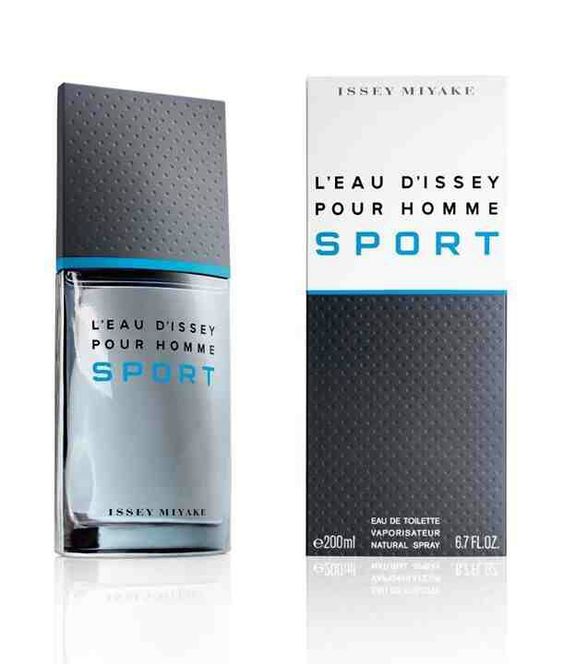 L'EAU D'ISSEY
POUR HOMME
SPORT
ISSEY MIYAKE
ISSEY MIYAKE
L'EAU D'ISSEY
POUR HOMME
SPORT
EAU DE TOILETTE
VAPORISATEUR
℮200ml NATURAL SPRAY 6.7 FL.OZ.